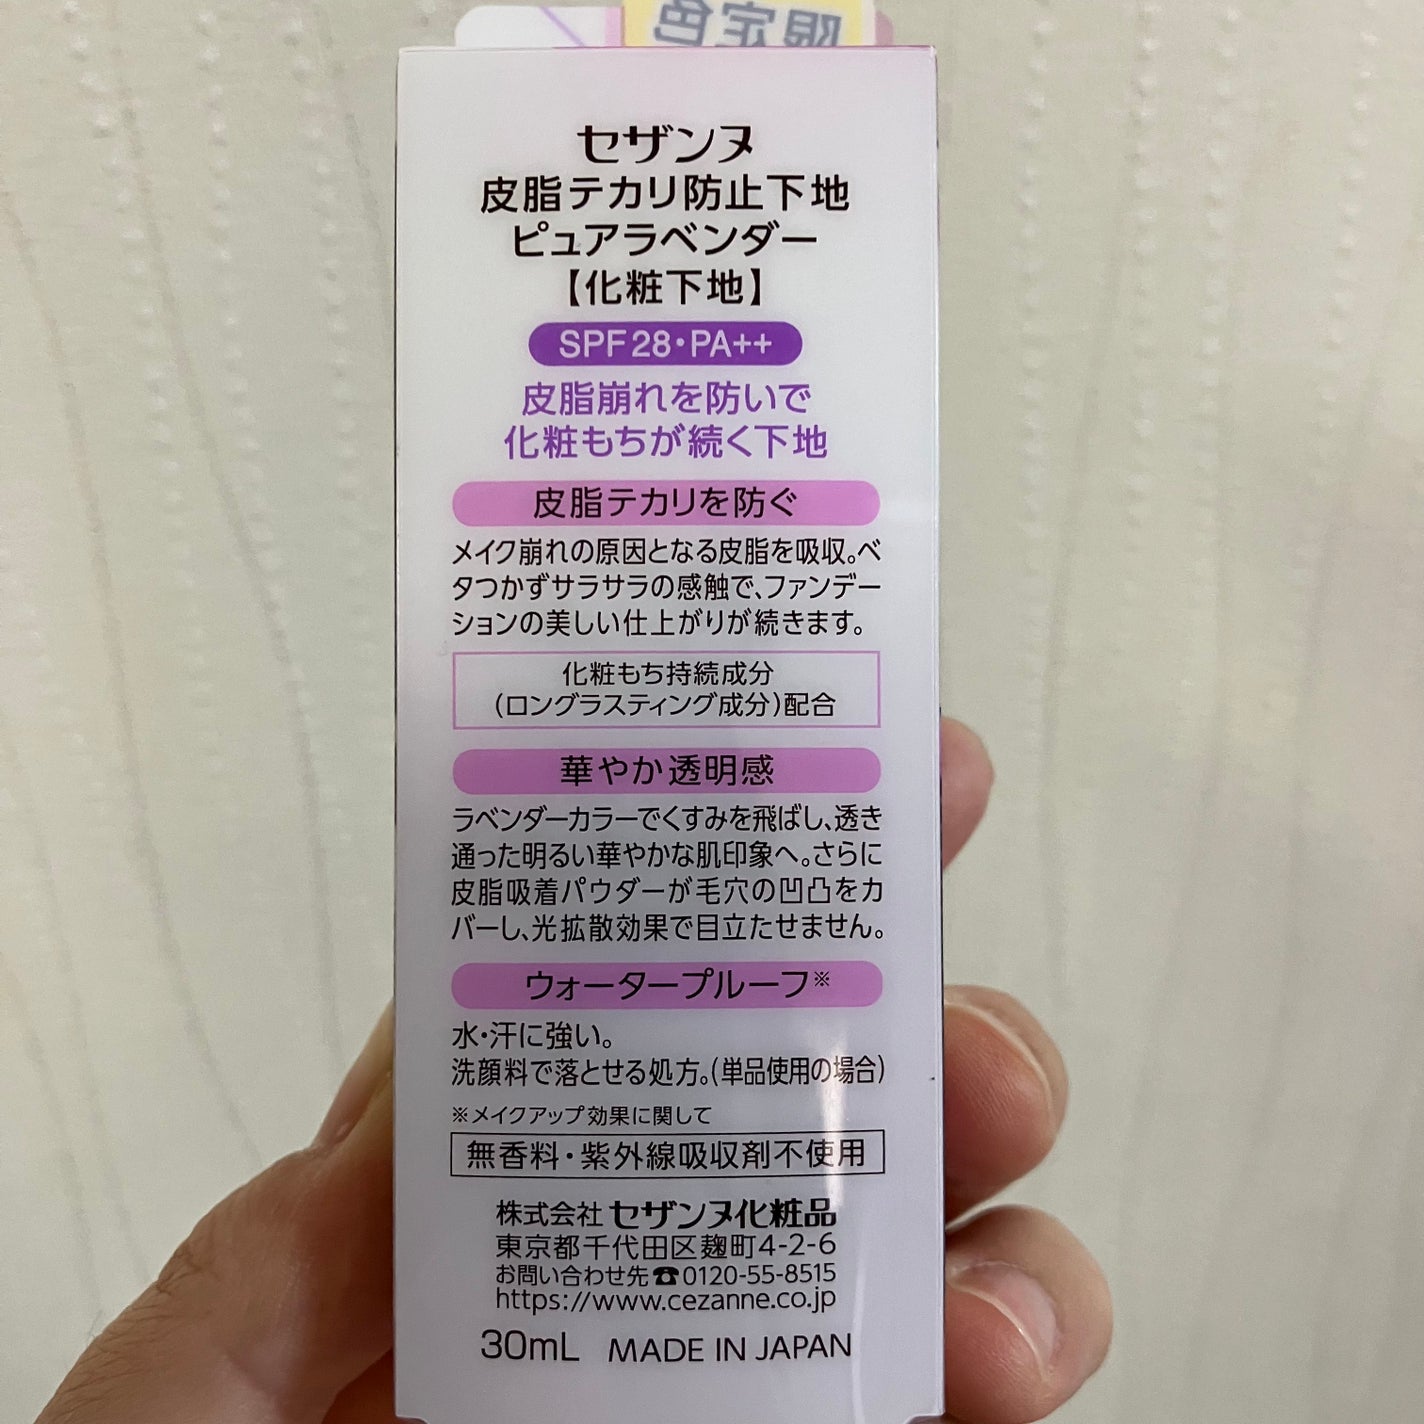 限定色
セザンヌ
皮脂テカリ防止下地
ピュアラベンダー
【化粧下地】
SPF28・PA++
皮脂崩れを防いで
化粧もちが続く下地
皮脂テカリを防ぐ
メイク崩れの原因となる皮脂を吸収。ベ
タつかずサラサラの感触で、ファンデー
ションの美しい仕上がりが続きます。
化粧もち持続成分
(ロングラスティング成分)配合
華やか透明感
ラベンダーカラーでくすみを飛ばし、透き
通った明るい華やかな肌印象へ。さらに
皮脂吸着パウダーが毛穴の凹凸をカ
バーし、光拡散効果で目立たせません。
ウォータープルーフ※
水・汗に強い。
洗顔料で落とせる処方。(単品使用の場合)
※メイクアップ効果に関して
無香料・紫外線吸収剤不使用
株式会社 セザンヌ化粧品
東京都千代田区麹町4-2-6
お問い合わせ先☎0120-55-8515
https://www.cezanne.co.jp
30mL MADE IN JAPAN